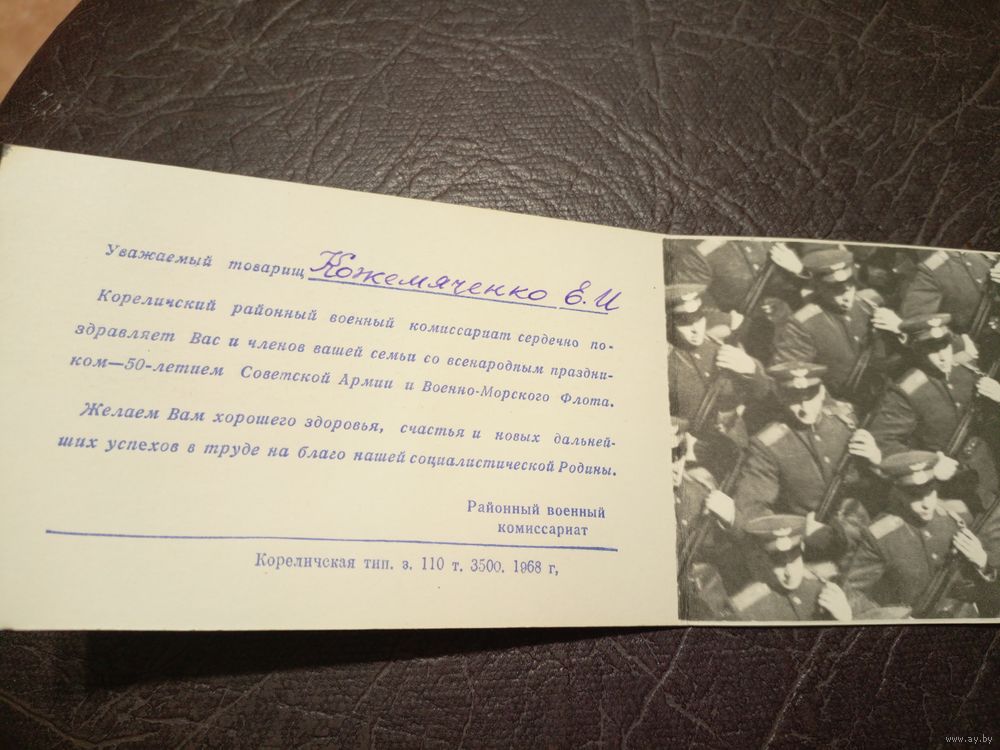 Уважаемый товарищ Кожемяченко Е. И
Кореличский районный военный комиссариат сердечно по-
здравляет Вас и членов вашей семьи со всенародным праздни-
ком—50-летием Советской Армии и Военно-Морского Флота.
Желаем Вам хорошего здоровья, счастья и новых дальней-
ших успехов в труде на благо нашей социалистической Родины.
Районный военный
комиссариат
Кореличская тип. з. 110 т. 3500. 1968 г,
www.ay.by